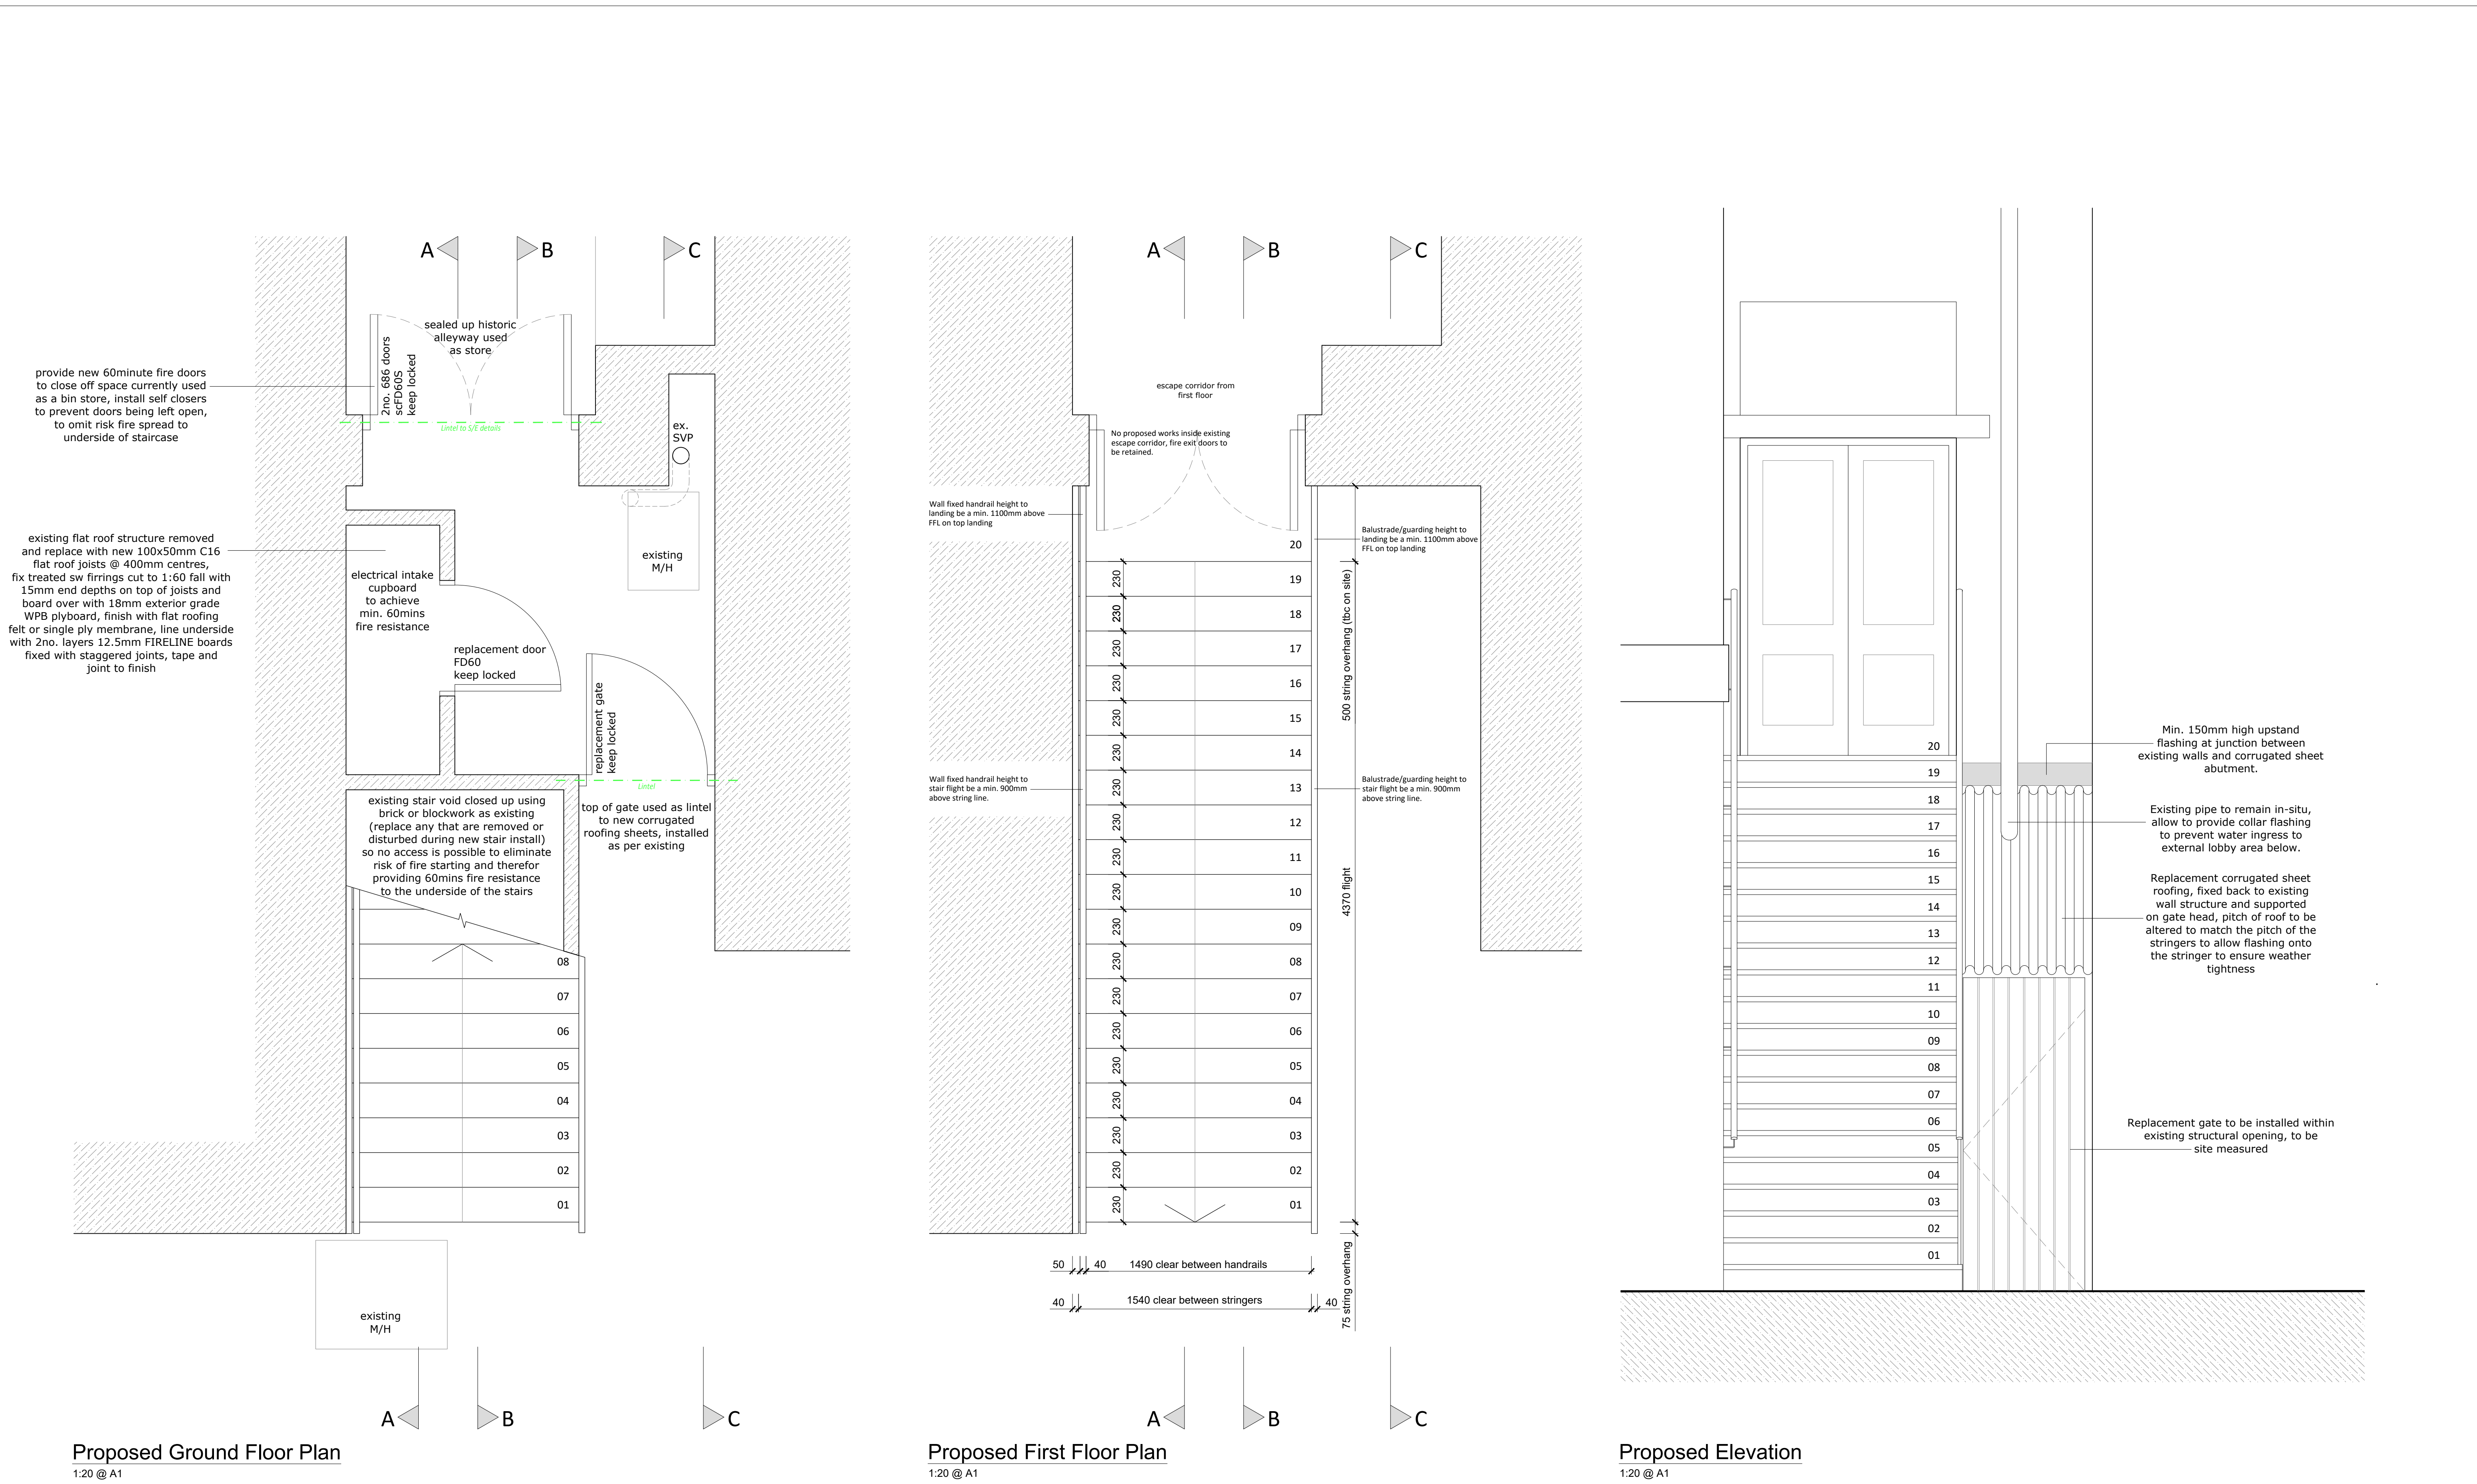 A
B
C
sealed up historic
alleyway used
as store
2no. 686 doors
scFD60S
keep locked
provide new 60minute fire doors
to close off space currently used
as a bin store, install self closers
to prevent doors being left open,
to omit risk fire spread to
underside of staircase
Lintel to S/E details
ex.
SVP
existing flat roof structure removed
and replace with new 100x50mm C16
flat roof joists @ 400mm centres,
fix treated sw firrings cut to 1:60 fall with
15mm end depths on top of joists and
board over with 18mm exterior grade
WPB plyboard, finish with flat roofing
felt or single ply membrane, line underside
with 2no. layers 12.5mm FIRELINE boards
fixed with staggered joints, tape and
joint to finish
electrical intake
cupboard
to achieve
min. 60mins
fire resistance
existing
M/H
replacement door
FD60
keep locked
replacement gate
keep locked
Lintel
existing stair void closed up using
brick or blockwork as existing
(replace any that are removed or
disturbed during new stair install)
so no access is possible to eliminate
risk of fire starting and therefor
providing 60mins fire resistance
to the underside of the stairs
top of gate used as lintel
to new corrugated
roofing sheets, installed
as per existing
08
07
06
05
04
03
02
01
existing
M/H
A
B
C
Proposed Ground Floor Plan
1:20 @ A1
A
B
C
escape corridor from
first floor
No proposed works inside existing
escape corridor, fire exit doors to
be retained.
Wall fixed handrail height to
landing be a min. 1100mm above
FFL on top landing
Balustrade/guarding height to
landing be a min. 1100mm above
FFL on top landing
20
230 19
230 18
230 17
230 16
230 15
230 14
230 13
230 12
230 11
230 10
230 09
230 08
230 07
230 06
230 05
230 04
230 03
230 02
230 01
500 string overhang (tbc on site)
Wall fixed handrail height to
stair flight be a min. 900mm
above string line.
Balustrade/guarding height to
stair flight be a min. 900mm
above string line.
4370 flight
75 string overhang
50 40 1490 clear between handrails
40 1540 clear between stringers 40
A
B
C
Proposed First Floor Plan
1:20 @ A1
20
19
18
17
16
15
14
13
12
11
10
09
08
07
06
05
04
03
02
01
Min. 150mm high upstand
flashing at junction between
existing walls and corrugated sheet
abutment.
Existing pipe to remain in-situ,
allow to provide collar flashing
to prevent water ingress to
external lobby area below.
Replacement corrugated sheet
roofing, fixed back to existing
wall structure and supported
on gate head, pitch of roof to be
altered to match the pitch of the
stringers to allow flashing onto
the stringer to ensure weather
tightness
Replacement gate to be installed within
existing structural opening, to be
site measured
Proposed Elevation
1:20 @ A1